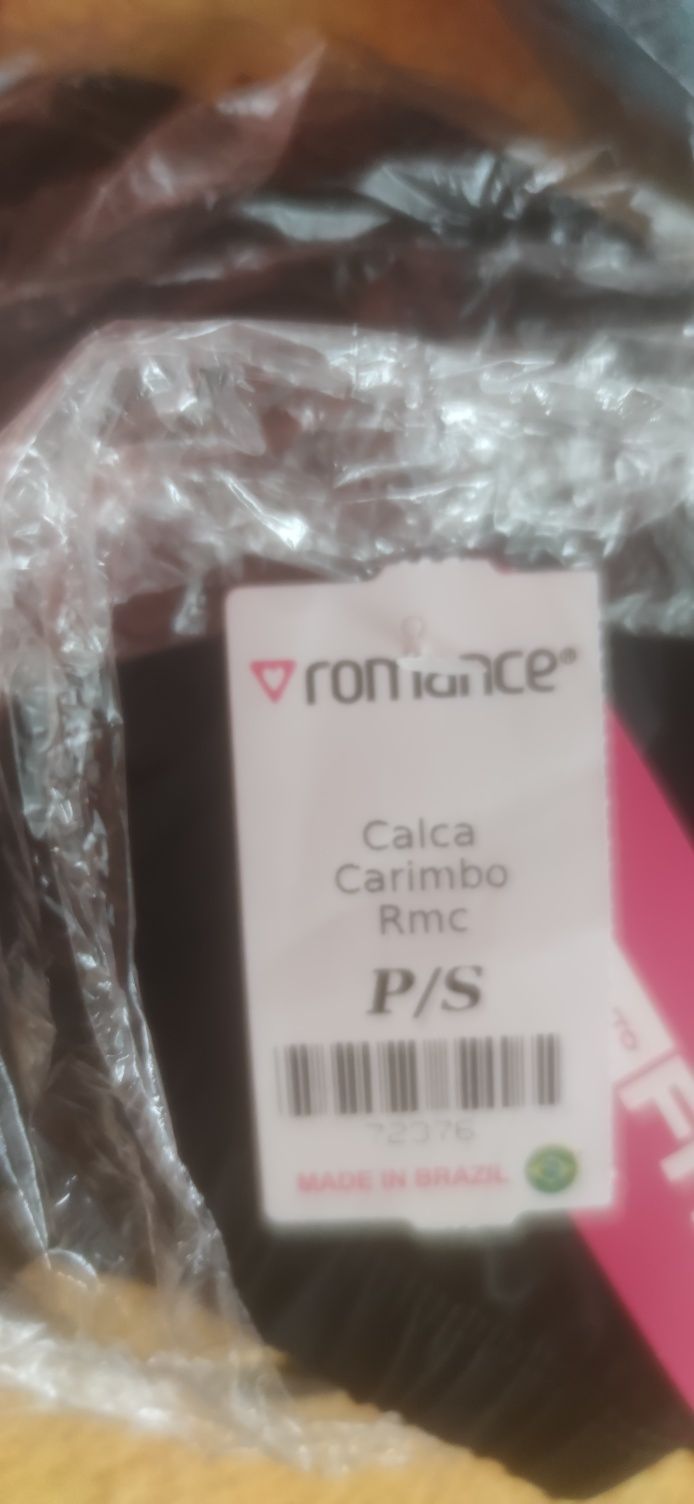 romance®
Calca
Carimbo
Rmc
P/S
72376
MADE IN BRAZIL